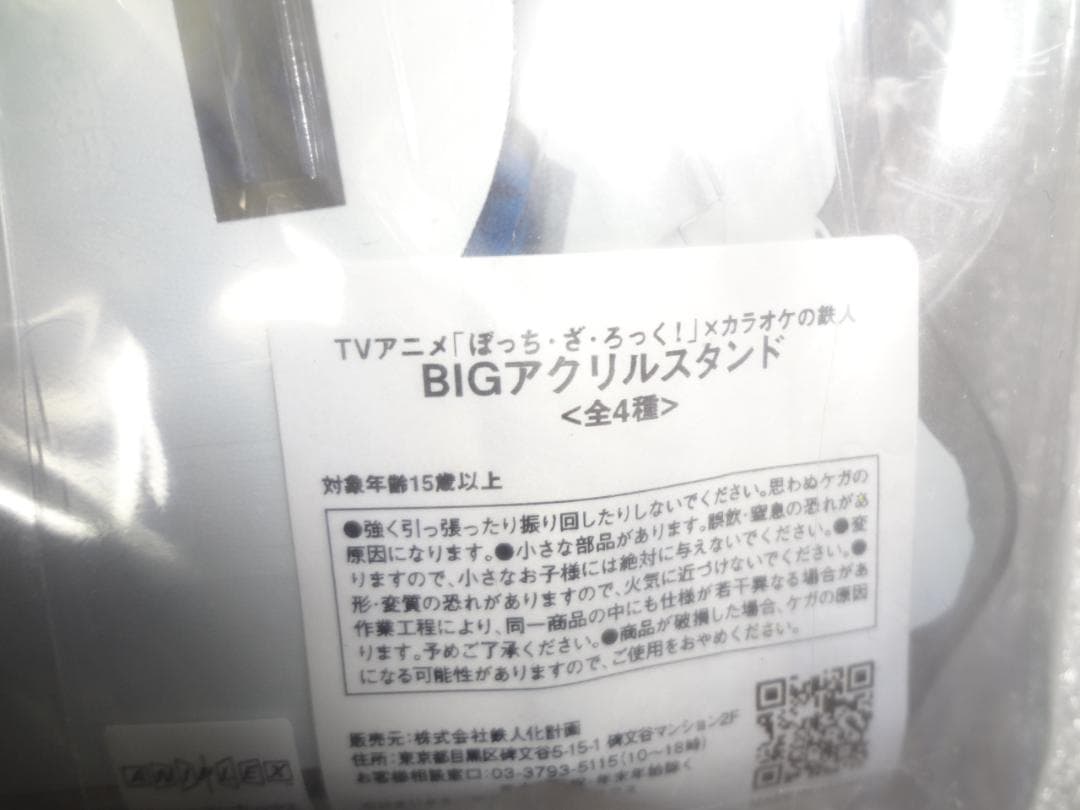 TVアニメ「ぼっち・ざ・ろっく!」×カラオケの鉄人
BIGアクリルスタンド
<全4種>
対象年齢15歳以上
●強く引っ張ったり振り回したりしないでください。思わぬケガの
原因になります。●小さな部品があります。誤飲・窒息の恐れがあ
りますので、小さなお子様には絶対に与えないでください。●変
形・変質の恐れがありますので、火気に近づけないでください。●
作業工程により、同一商品の中にも仕様が若干異なる場合があ
ります。予めご了承ください。●商品が破損した場合、ケガの原因
になる可能性がありますので、ご使用をおやめください。
販売元:株式会社鉄人化計画
住所:東京都目黒区碑文谷5-15-1 碑文谷マンション2F
お客様相談窓口:03-3793-5115(10~18時)
年末年始除く
ANIPLEX